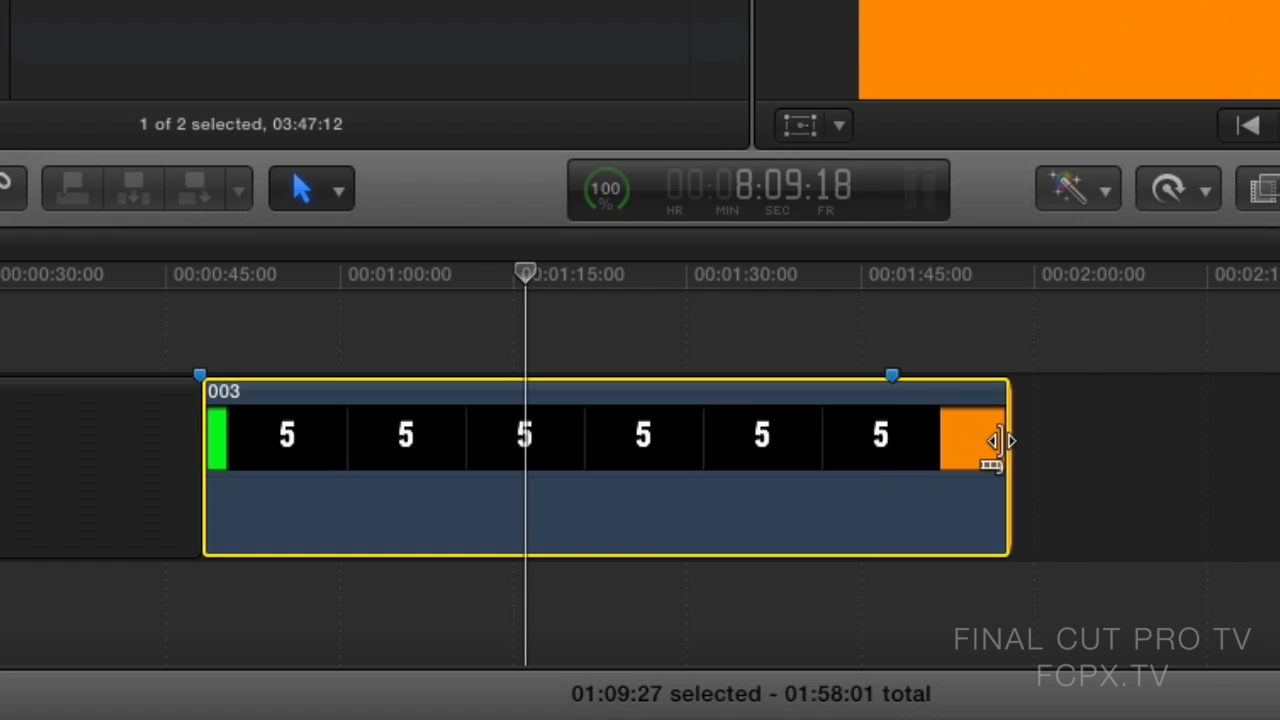 1 of 2 selected, 03:47:12
100
%
00:08:09:18
HR MIN SEC FR
00:00:30:00 00:00:45:00 00:01:00:00 00:01:15:00 00:01:30:00 00:01:45:00 00:02:00:00 00:02:1
003
5 5 5 5 5 5
FINAL CUT PRO TV
FCPX.TV
01:09:27 selected - 01:58:01 total